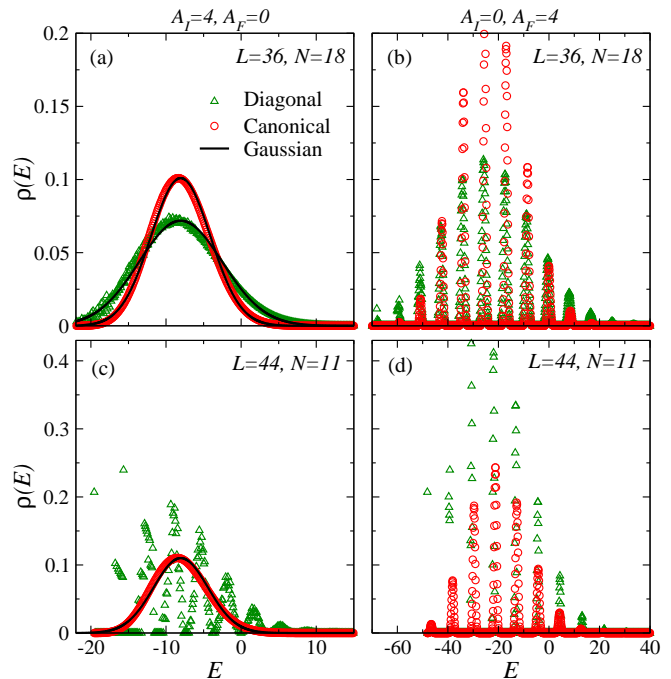 A_I=4, A_F=0
A_I=0, A_F=4
(a)
L=36, N=18
Diagonal
Canonical
Gaussian
(b)
L=36, N=18
0.2
0.15
0.1
0.05
0
ρ(E)
(c)
L=44, N=11
(d)
L=44, N=11
0.4
0.3
0.2
0.1
0
ρ(E)
-20 -10 0 10
-60 -40 -20 0 20 40
E
E